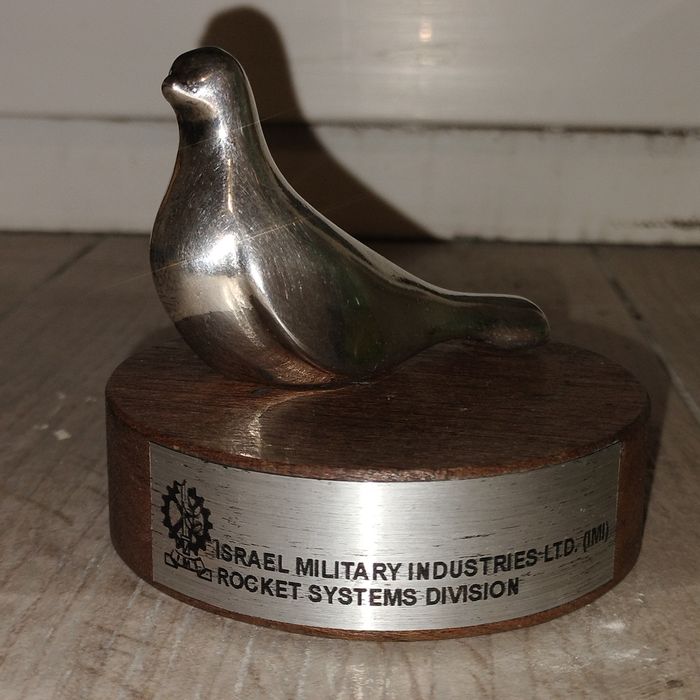 ISRAEL MILITARY INDUSTRIES-LTD. (IMI)
ROCKET SYSTEMS DIVISION